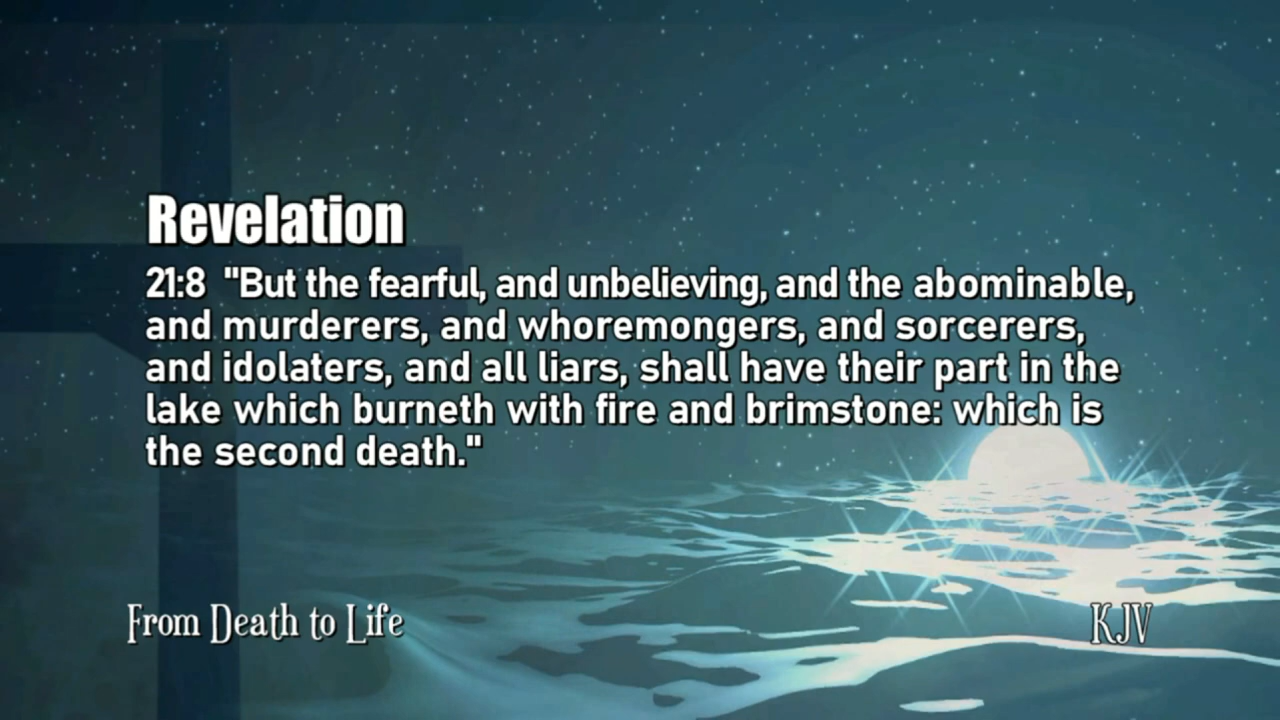 Revelation
21:8 "But the fearful, and unbelieving, and the abominable,
and murderers, and whoremongers, and sorcerers,
and idolaters, and all liars, shall have their part in the
lake which burneth with fire and brimstone: which is
the second death."
From Death to Life
KJV